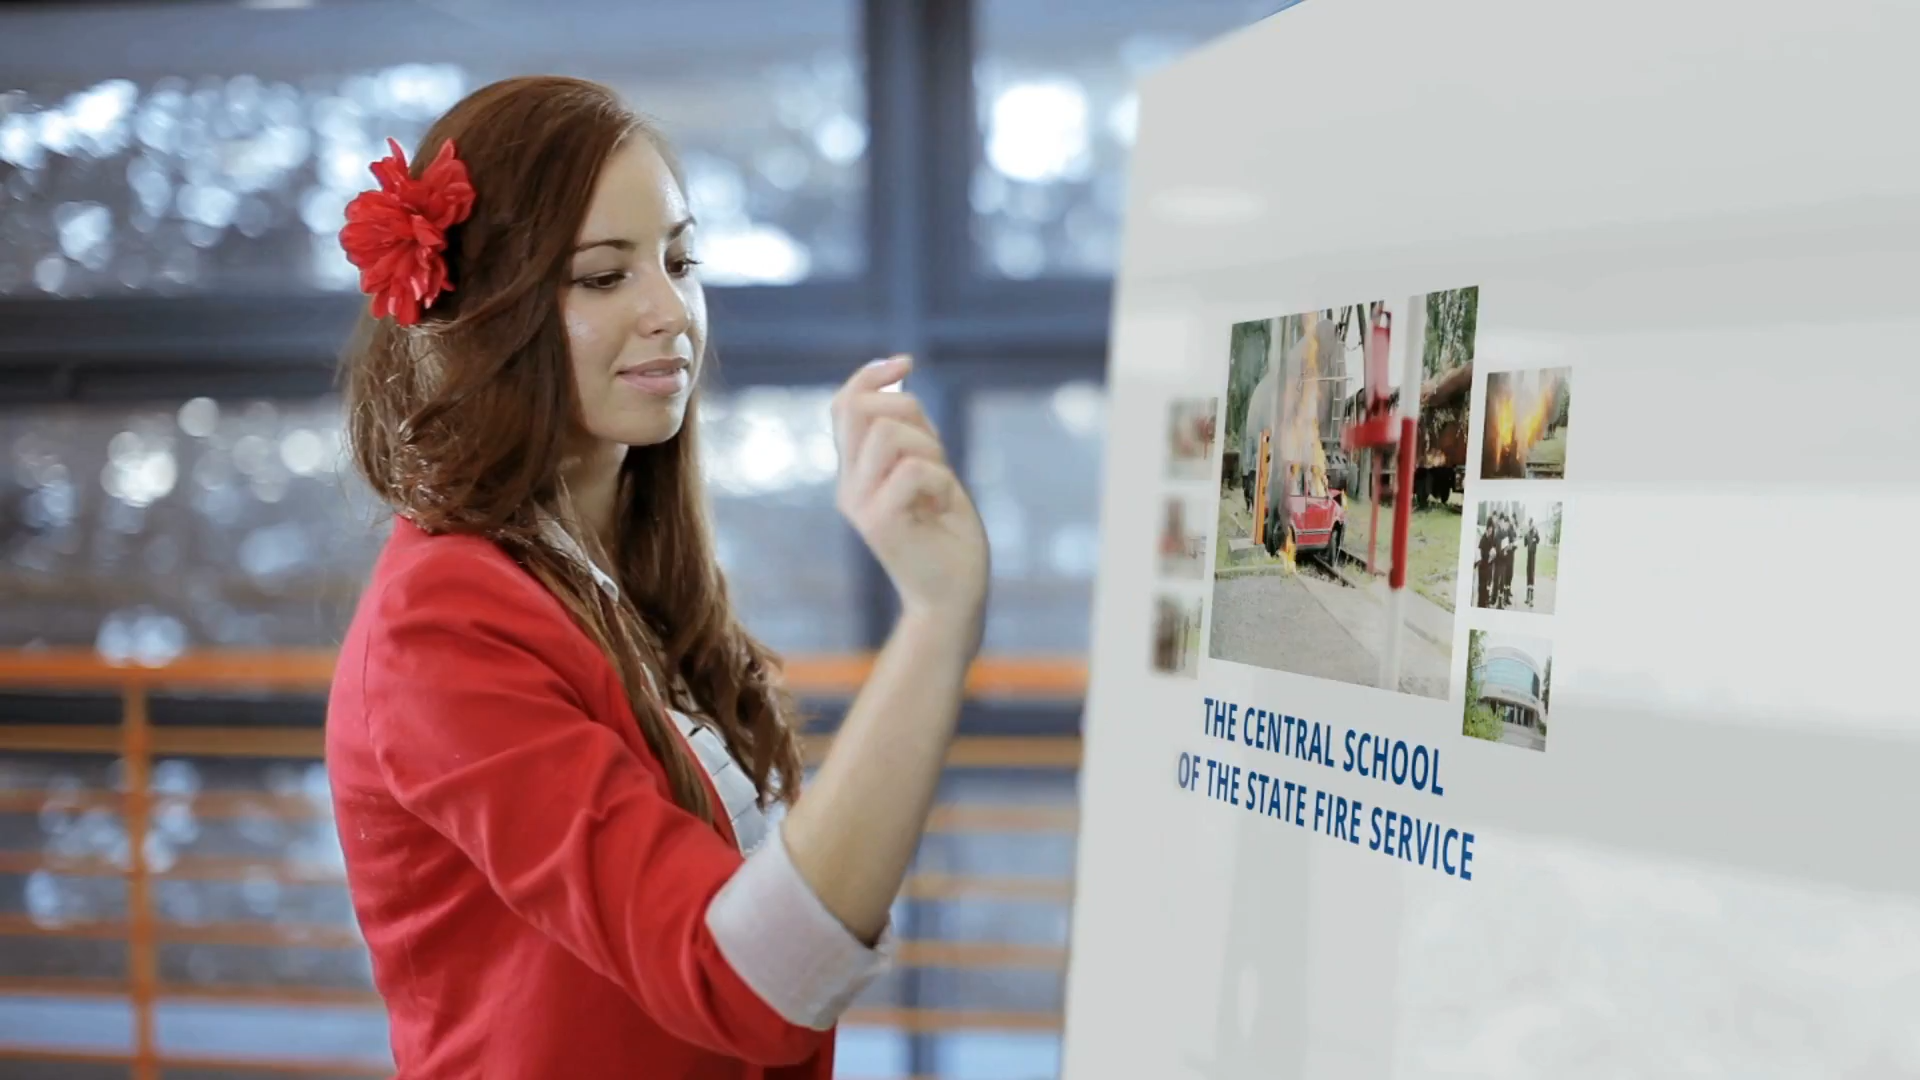 THE CENTRAL SCHOOL
OF THE STATE FIRE SERVICE